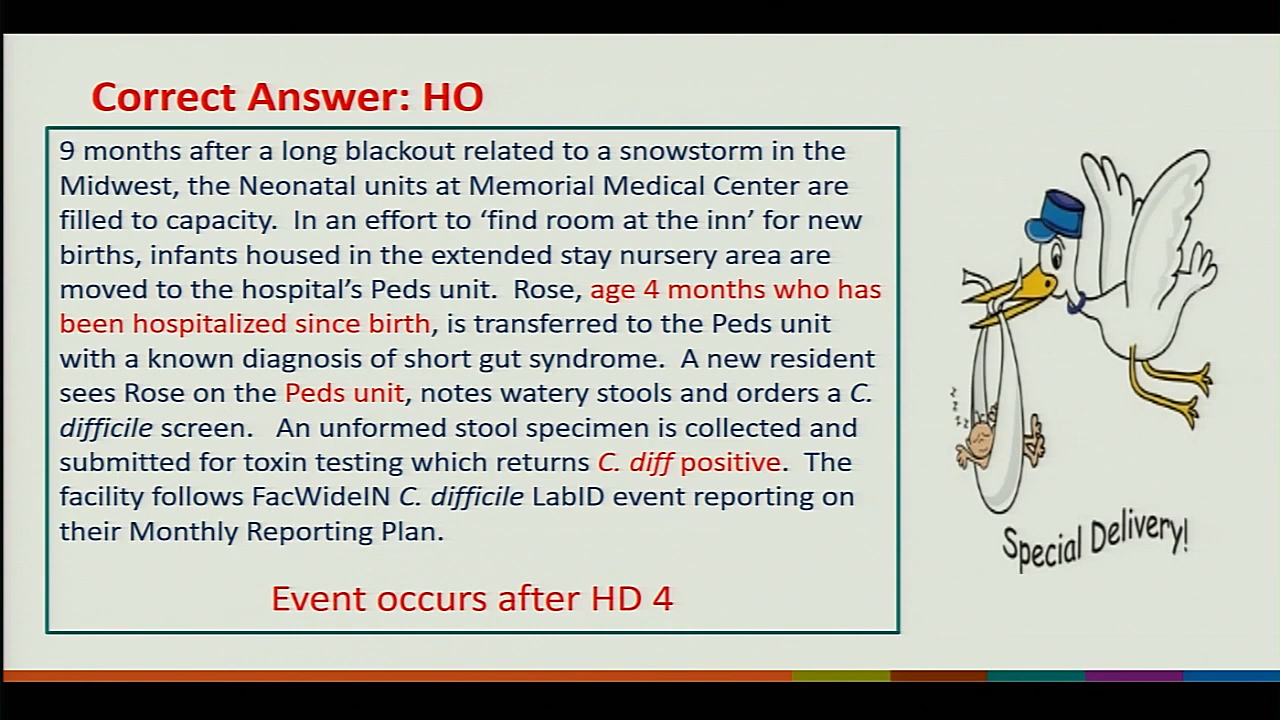 Correct Answer: HO
9 months after a long blackout related to a snowstorm in the
Midwest, the Neonatal units at Memorial Medical Center are
filled to capacity.  In an effort to ‘find room at the inn’ for new
births, infants housed in the extended stay nursery area are
moved to the hospital’s Peds unit.  Rose, age 4 months who has
been hospitalized since birth, is transferred to the Peds unit
with a known diagnosis of short gut syndrome.  A new resident
sees Rose on the Peds unit, notes watery stools and orders a C.
difficile screen.   An unformed stool specimen is collected and
submitted for toxin testing which returns C. diff positive.  The
facility follows FacWideIN C. difficile LabID event reporting on
their Monthly Reporting Plan.
Event occurs after HD 4
z
z
z
z z
Special Delivery!